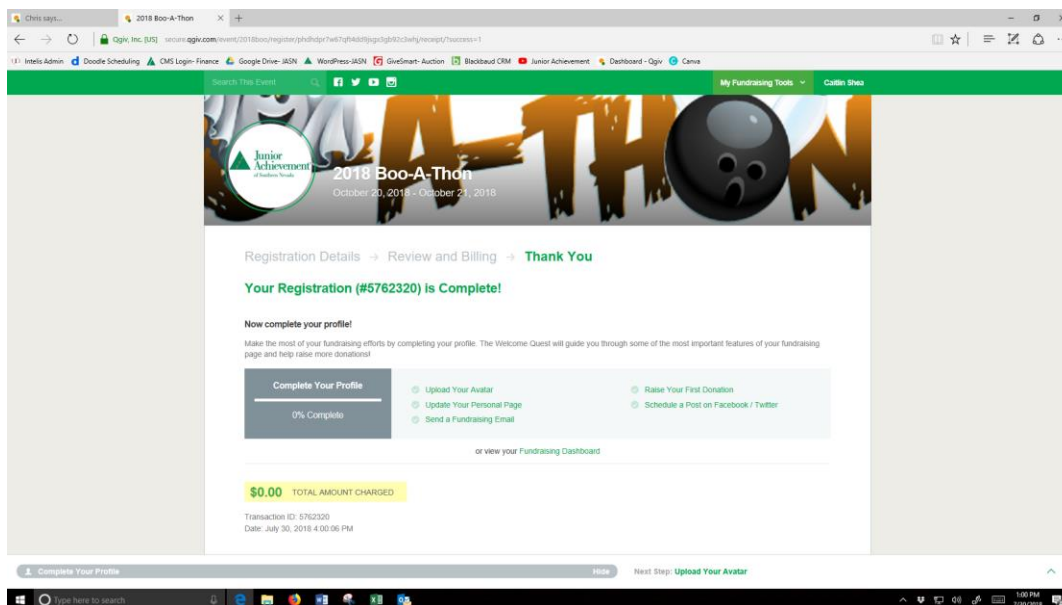 Chris says...
2018 Boo-A-Thon
Qgiv, Inc. [US]
Intelis Admin
Doodle Scheduling
CMS Login- Finance
Google Drive- JASN
WordPress-JASN
GiveSmart- Auction
Blackbaud CRM
Junior Achievement
Dashboard - Qgiv
Canva
Search This Event
My Fundraising Tools
Caitlin Shea
-A-THON
Junior
Achievement
of Southern Nevada
2018 Boo-A-Thon
October 20, 2018 - October 21, 2018
Registration Details → Review and Billing → Thank You
Your Registration (#5762320) is Complete!
Now complete your profile!
Make the most of your fundraising efforts by completing your profile. The Welcome Quest will guide you through some of the most important features of your fundraising
page and help raise more donations!
Complete Your Profile
0% Complete
Upload Your Avatar
Update Your Personal Page
Send a Fundraising Email
Raise Your First Donation
Schedule a Post on Facebook / Twitter
or view your Fundraising Dashboard
$0.00 TOTAL AMOUNT CHARGED
Transaction ID: 5762320
Date: July 30, 2018 4:00:06 PM
Complete Your Profile
Hide
Next Step: Upload Your Avatar
Type here to search
1:00 PM
7/30/2018